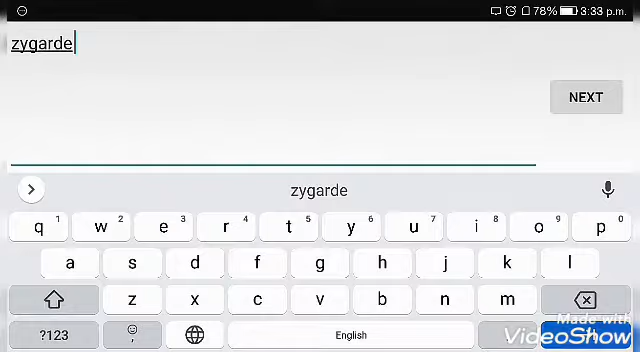 78% 3:33 p.m.
zygarde
NEXT
zygarde
q 1 w 2 e 3 r 4 t 5 y 6 u 7 i 8 o 9 p 0
a s d f g h j k l
z x c v b n m
?123 , English
Made with
VideoShow